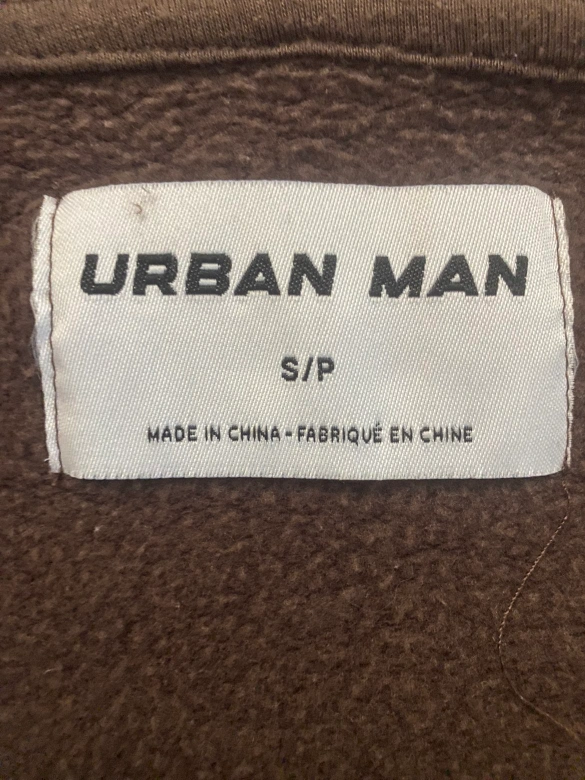 URBAN MAN
S/P
MADE IN CHINA - FABRIQUÉ EN CHINE